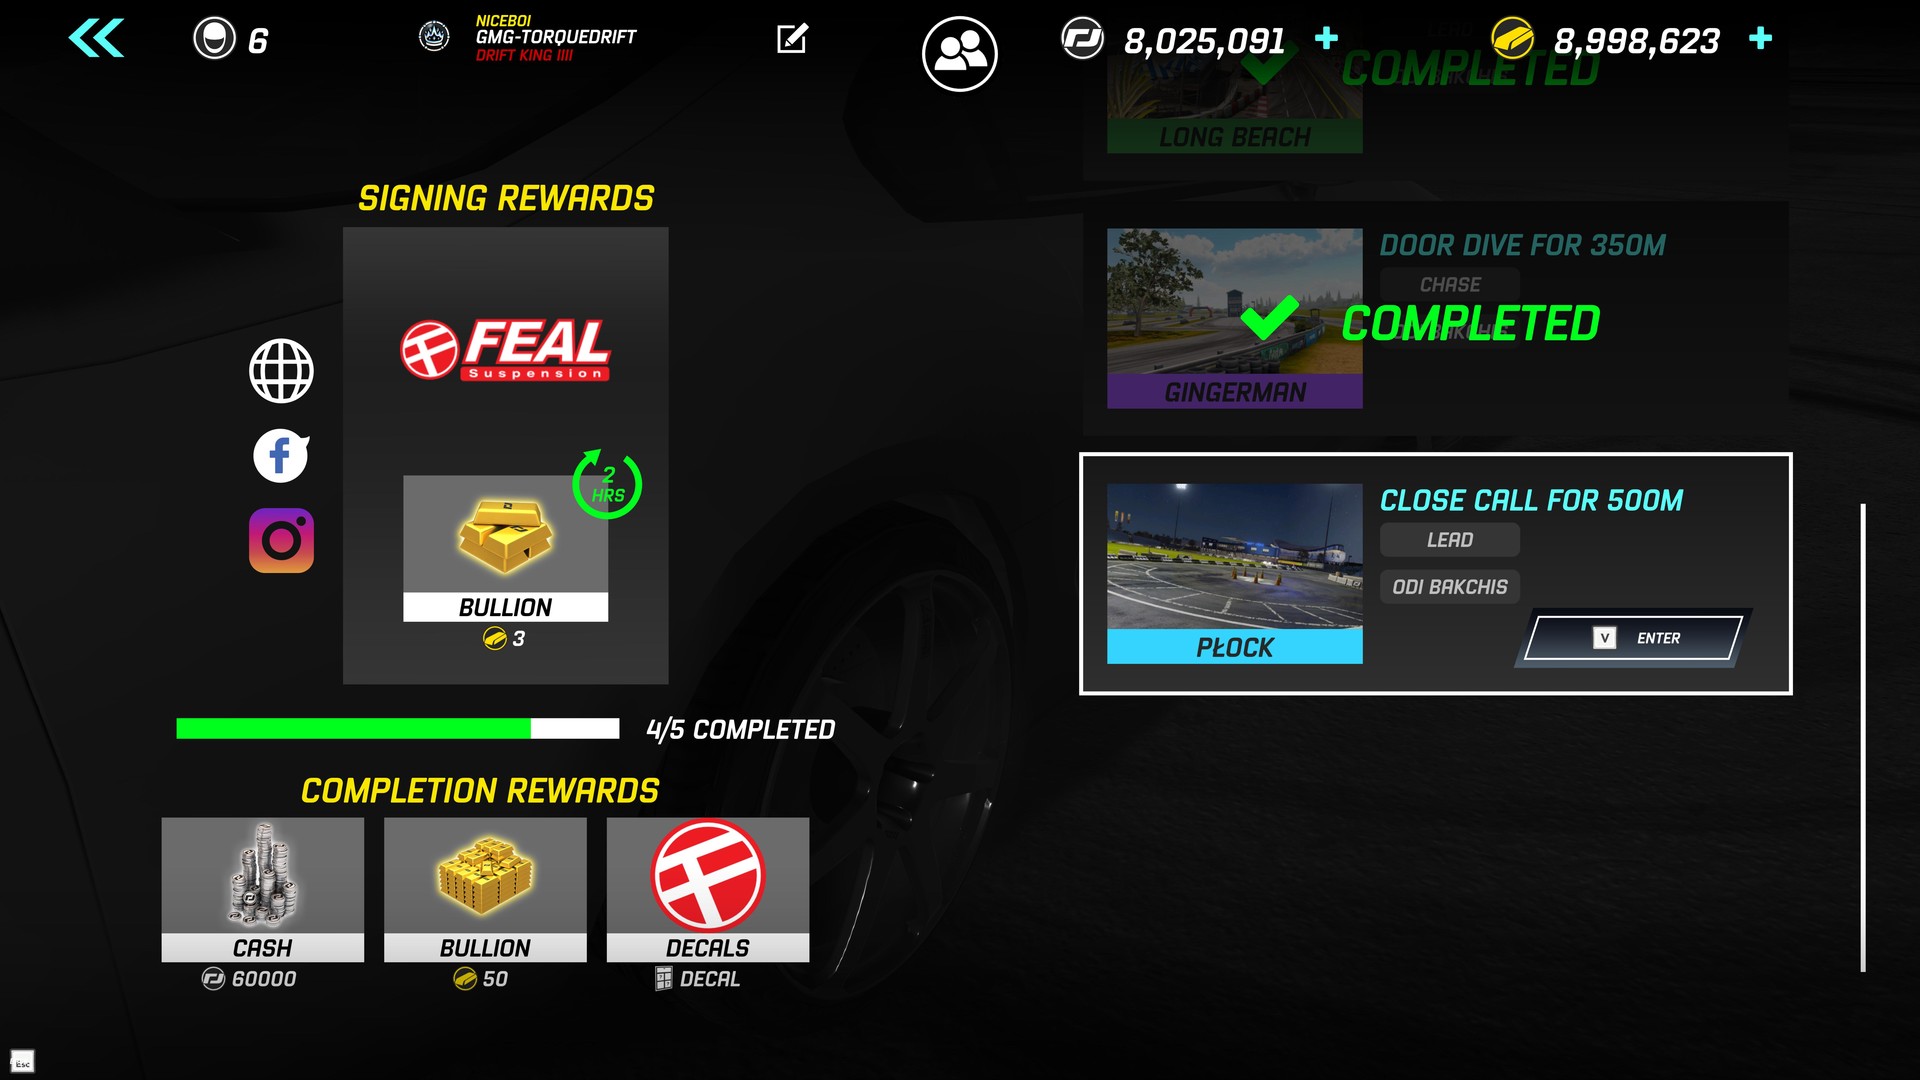 6
NICEBOI
GMG-TORQUEDRIFT
DRIFT KING IIII
8,025,091
8,998,623
COMPLETED
LONG BEACH
SIGNING REWARDS
FEAL
Suspension
2
HRS
BULLION
3
DOOR DIVE FOR 350M
CHASE
COMPLETED
GINGERMAN
CLOSE CALL FOR 500M
LEAD
ODI BAKCHIS
PŁOCK
V ENTER
4/5 COMPLETED
COMPLETION REWARDS
CASH
60000
BULLION
50
DECALS
DECAL
Esc